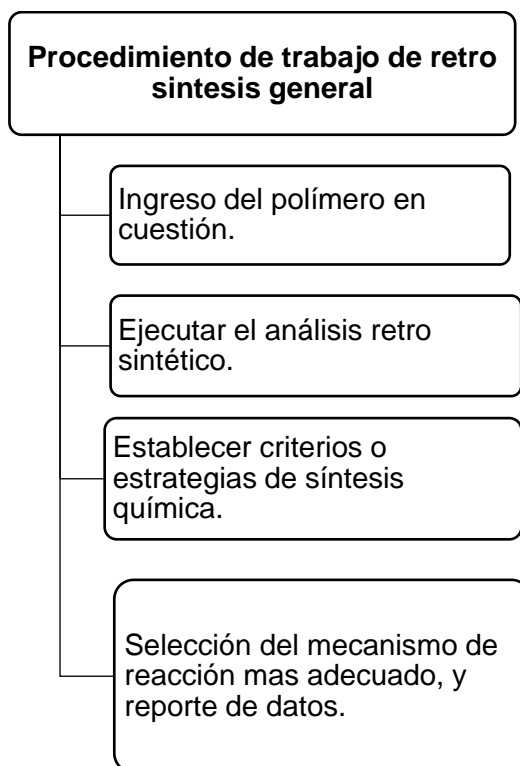 Procedimiento de trabajo de retro
sintesis general
Ingreso del polímero en
cuestión.
Ejecutar el análisis retro
sintético.
Establecer criterios o
estrategias de síntesis
química.
Selección del mecanismo de
reacción mas adecuado, y
reporte de datos.